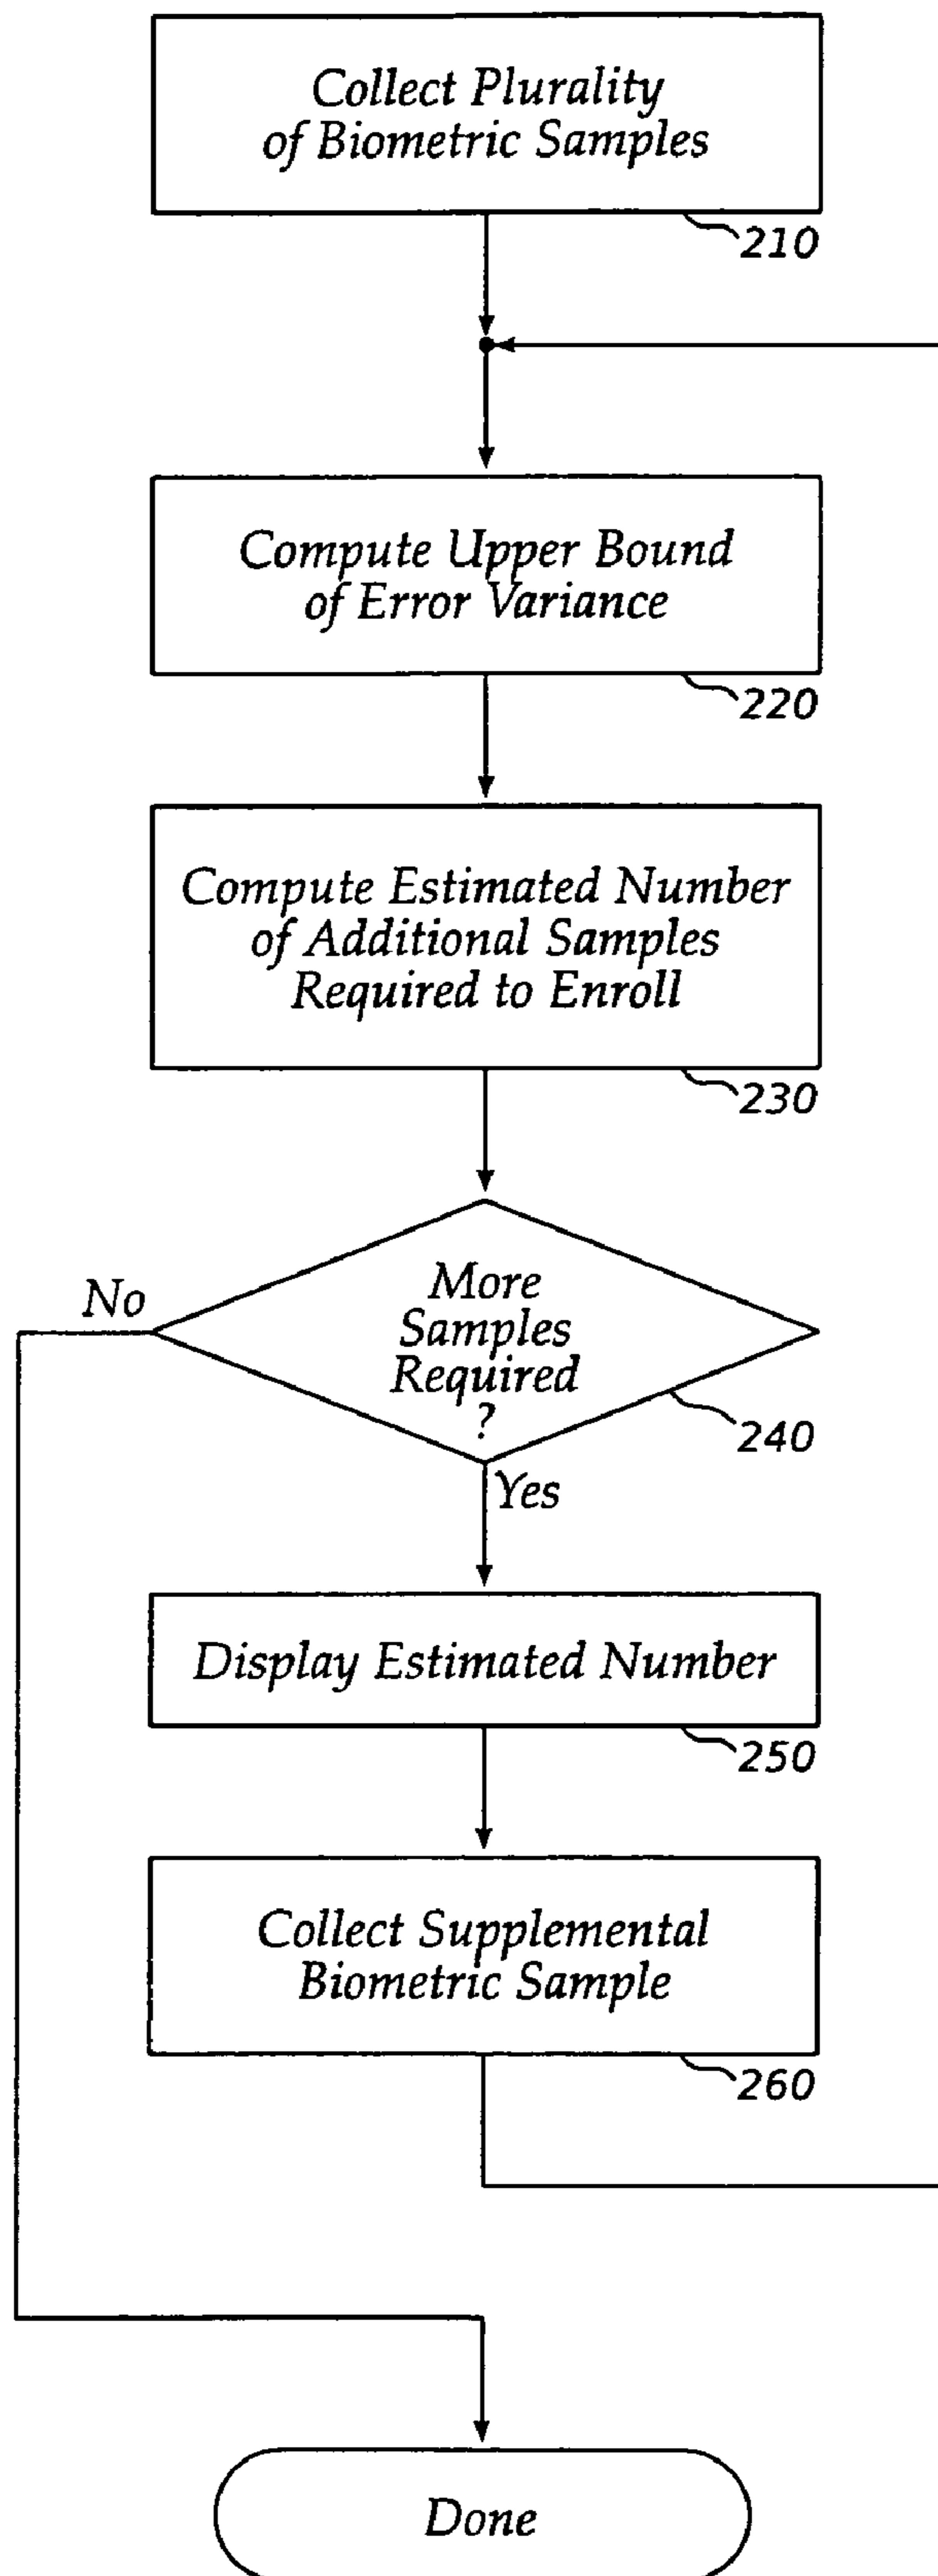 Collect Plurality
of Biometric Samples
210
Compute Upper Bound
of Error Variance
220
Compute Estimated Number
of Additional Samples
Required to Enroll
230
No
More
Samples
Required
?
240
Yes
Display Estimated Number
250
Collect Supplemental
Biometric Sample
260
Done